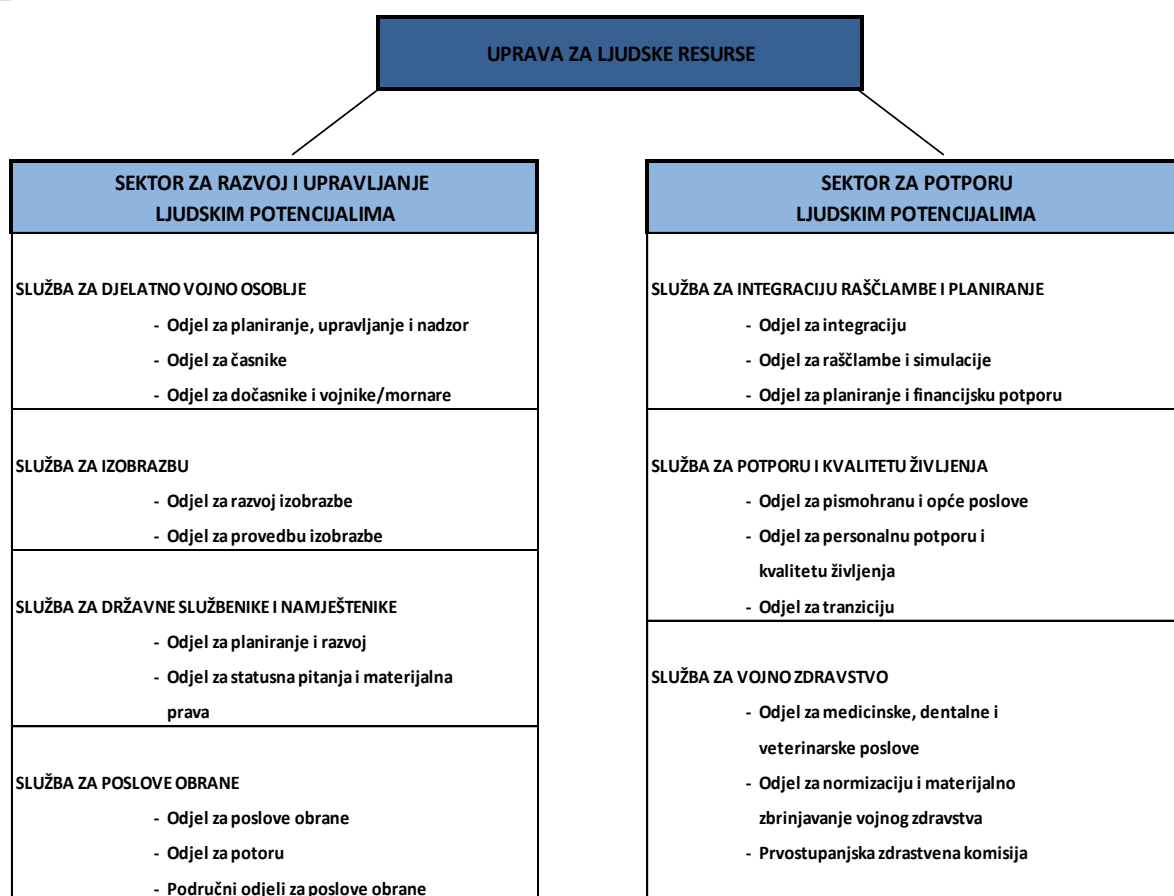 UPRAVA ZA LJUDSKE RESURSE
SEKTOR ZA RAZVOJ I UPRAVLJANJE
LJUDSKIM POTENCIJALIMA
SLUŽBA ZA DJELATNO VOJNO OSOBLJE
- Odjel za planiranje, upravljanje i nadzor
- Odjel za časnike
- Odjel za dočasnike i vojnike/mornare
SLUŽBA ZA IZOBRAZBU
- Odjel za razvoj izobrazbe
- Odjel za provedbu izobrazbe
SLUŽBA ZA DRŽAVNE SLUŽBENIKE I NAMJEŠTENIKE
- Odjel za planiranje i razvoj
- Odjel za statusna pitanja i materijalna
prava
SLUŽBA ZA POSLOVE OBRANE
- Odjel za poslove obrane
- Odjel za potoru
- Područni odjeli za poslove obrane
SEKTOR ZA POTPORU
LJUDSKIM POTENCIJALIMA
SLUŽBA ZA INTEGRACIJU RAŠČLAMBE I PLANIRANJE
- Odjel za integraciju
- Odjel za raščlambe i simulacije
- Odjel za planiranje i financijsku potporu
SLUŽBA ZA POTPORU I KVALITETU ŽIVLJENJA
- Odjel za pismohranu i opće poslove
- Odjel za personalnu potporu i
kvalitetu življenja
- Odjel za tranziciju
SLUŽBA ZA VOJNO ZDRAVSTVO
- Odjel za medicinske, dentalne i
veterinarske poslove
- Odjel za normizaciju i materijalno
zbrinjavanje vojnog zdravstva
- Prvostupanjska zdrastvena komisija